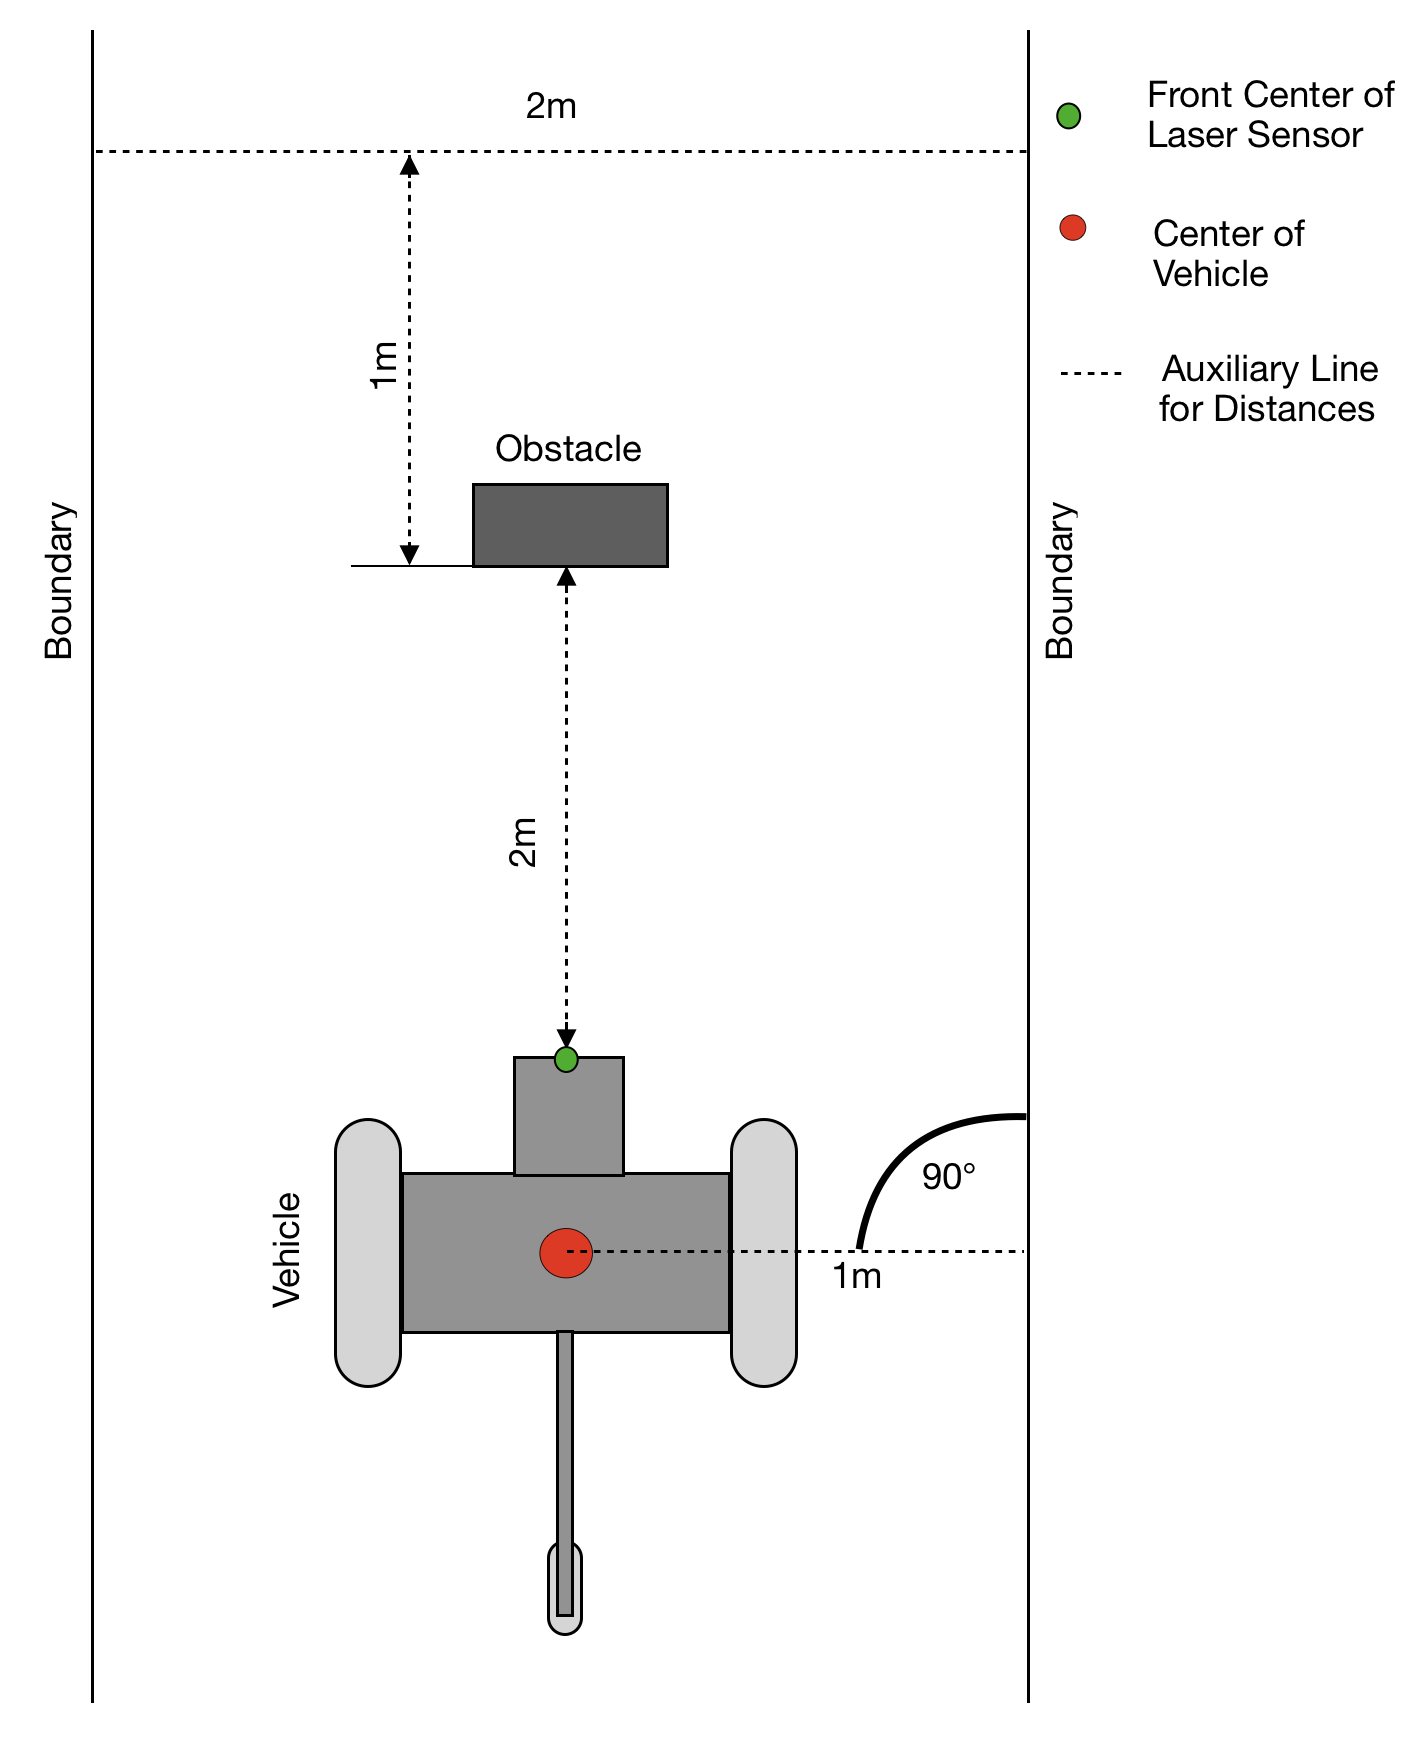 2m
Front Center of
Laser Sensor
Center of
Vehicle
1m
Auxiliary Line
for Distances
Obstacle
Boundary
Boundary
2m
90°
Vehicle
1m